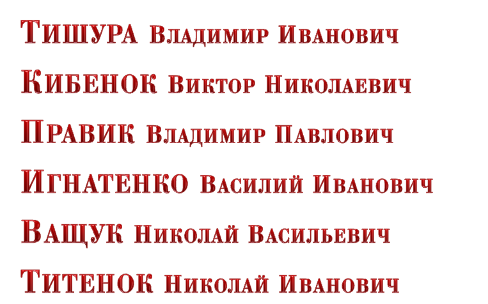 Тишура Владимир Иванович
Кибенок Виктор Николаевич
Правик Владимир Павлович
Игнатенко Василий Иванович
Ващук Николай Васильевич
Титенок Николай Иванович